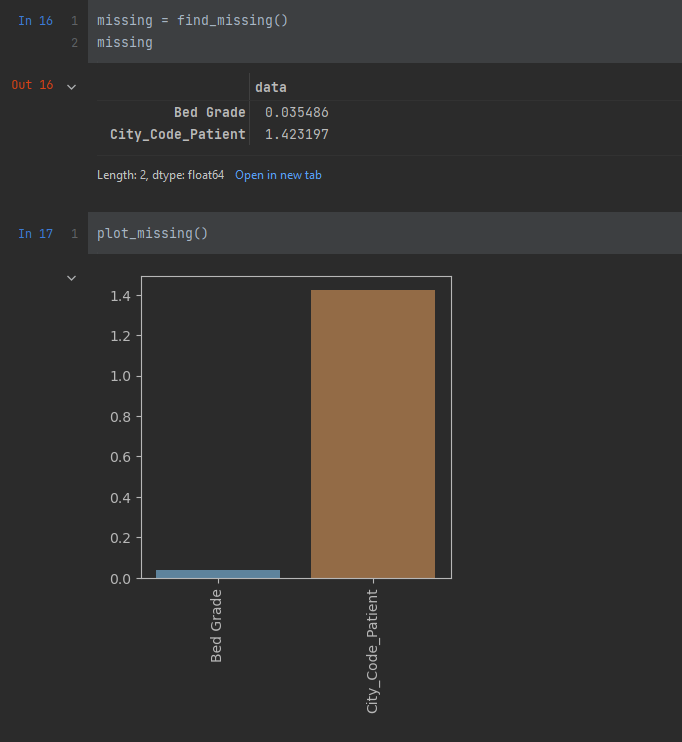 In 16 1 missing = find_missing()
2 missing
Out 16
data
Bed Grade 0.035486
City_Code_Patient 1.423197
Length: 2, dtype: float64 Open in new tab
In 17 1 plot_missing()
1.4
1.2
1.0
0.8
0.6
0.4
0.2
0.0
Bed Grade
City_Code_Patient